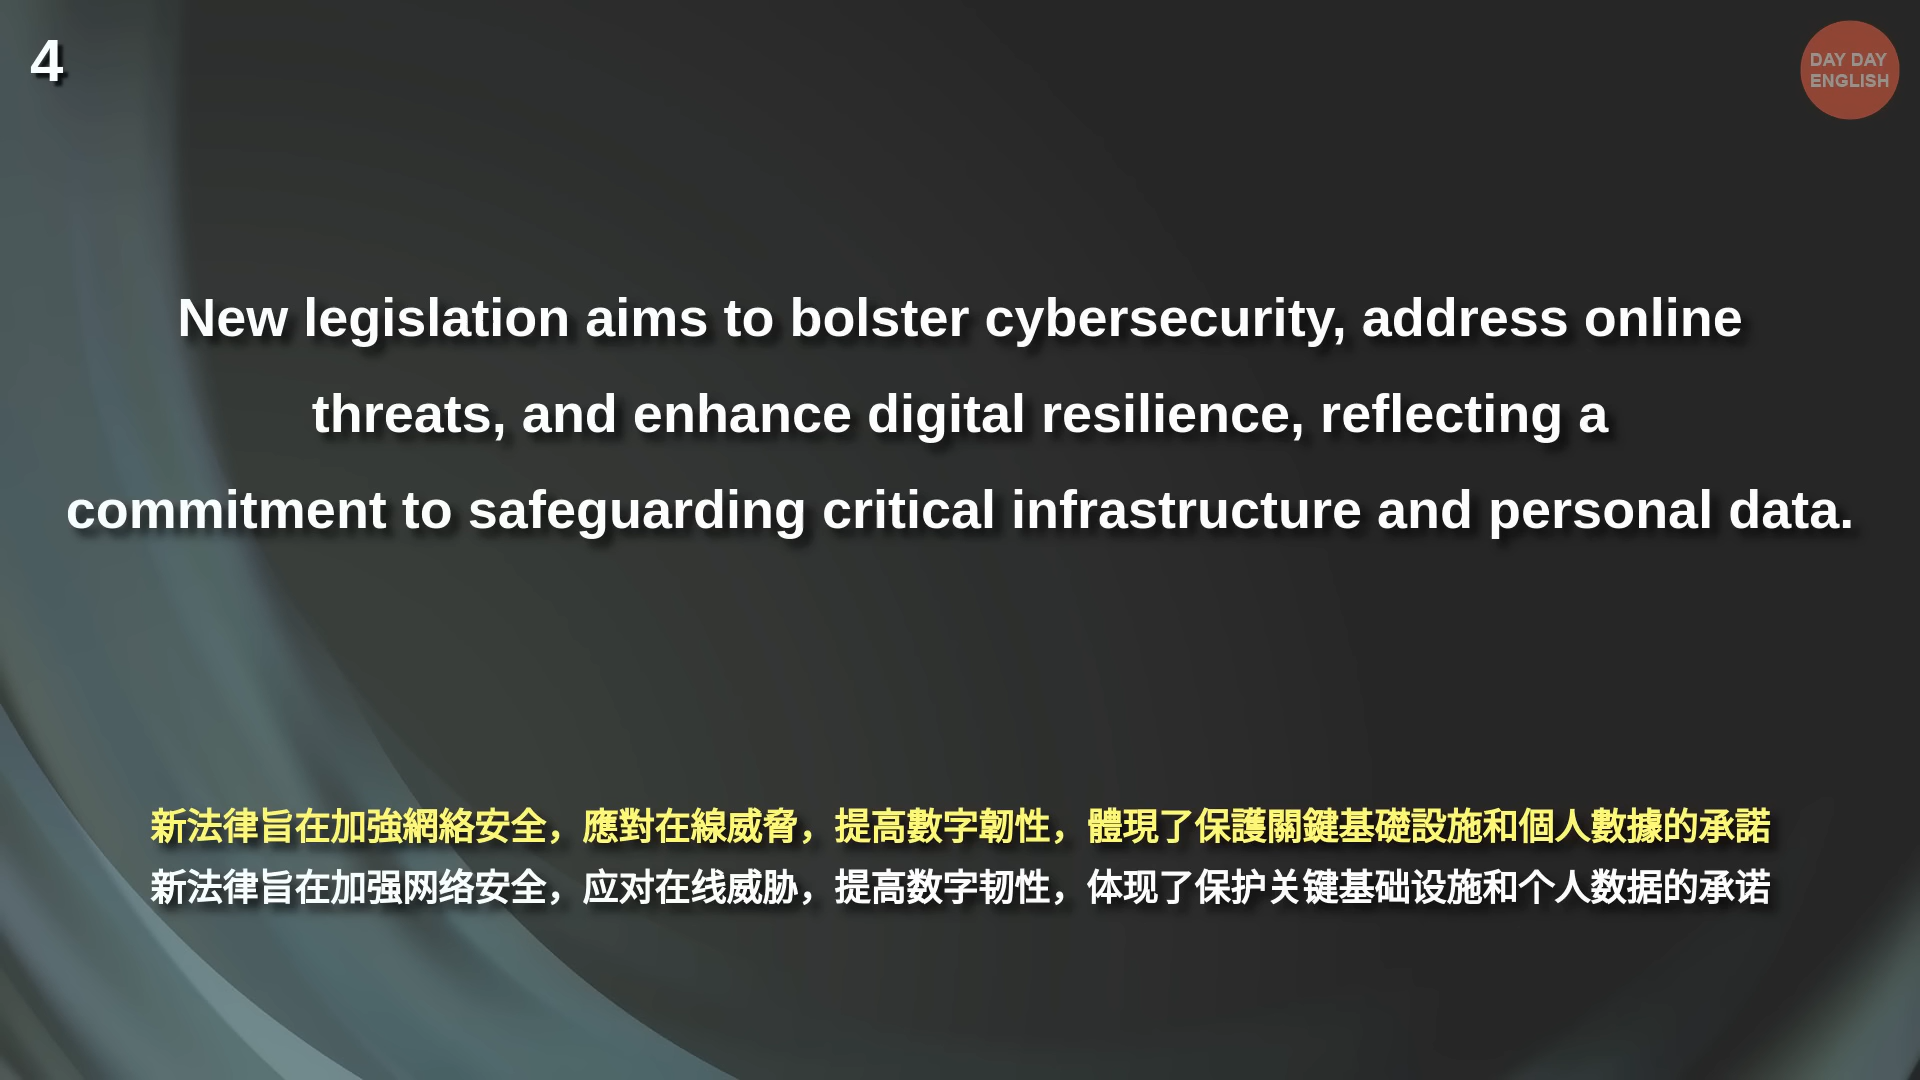 4
DAY DAY
ENGLISH
New legislation aims to bolster cybersecurity, address online
threats, and enhance digital resilience, reflecting a
commitment to safeguarding critical infrastructure and personal data.
新法律旨在加強網絡安全，應對在線威脅，提高數字韌性，體現了保護關鍵基礎設施和個人數據的承諾
新法律旨在加强网络安全，应对在线威胁，提高数字韧性，体现了保护关键基础设施和个人数据的承诺